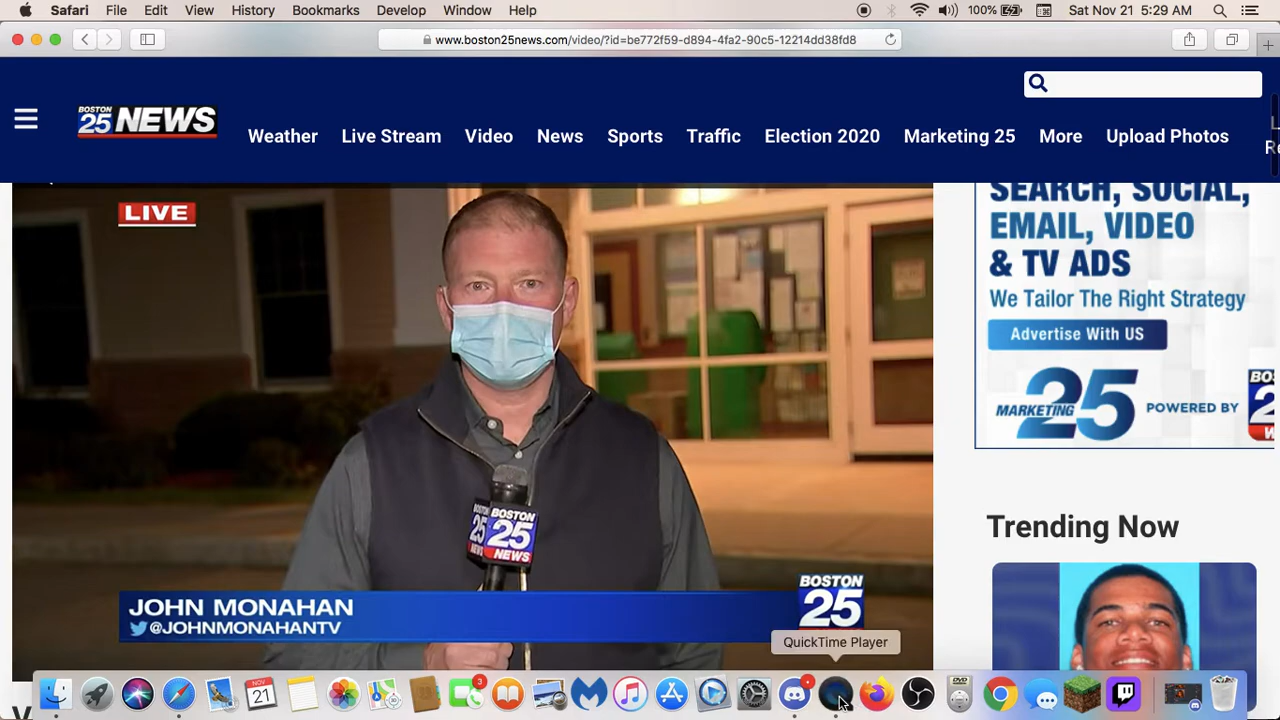 Safari File Edit View History Bookmarks Develop Window Help 100% Sat Nov 21 5:29 AM
www.boston25news.com/video/?id=be772f59-d894-4fa2-90c5-12214dd38fd8
BOSTON
25 NEWS
Weather Live Stream Video News Sports Traffic Election 2020 Marketing 25 More Upload Photos
LIVE
SEARCH, SOCIAL,
EMAIL, VIDEO
& TV ADS
We Tailor The Right Strategy
Advertise With US
MARKETING 25 POWERED BY
BOSTON
25
NEWS
Trending Now
JOHN MONAHAN
@JOHNMONAHANTV
BOSTON
25
QuickTime Player
NOV
21
3